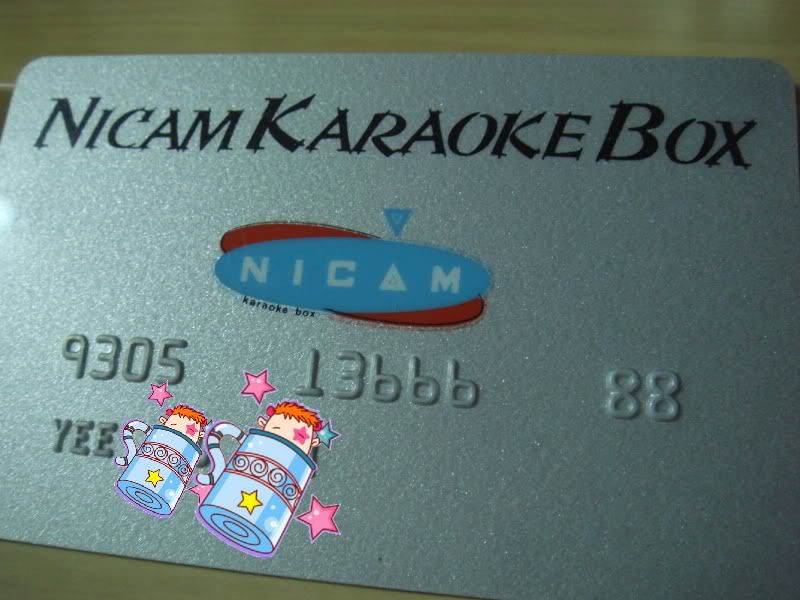 NICAM KARAOKE BOX
NICAM
karaoke box
9305 13666 88
YEE